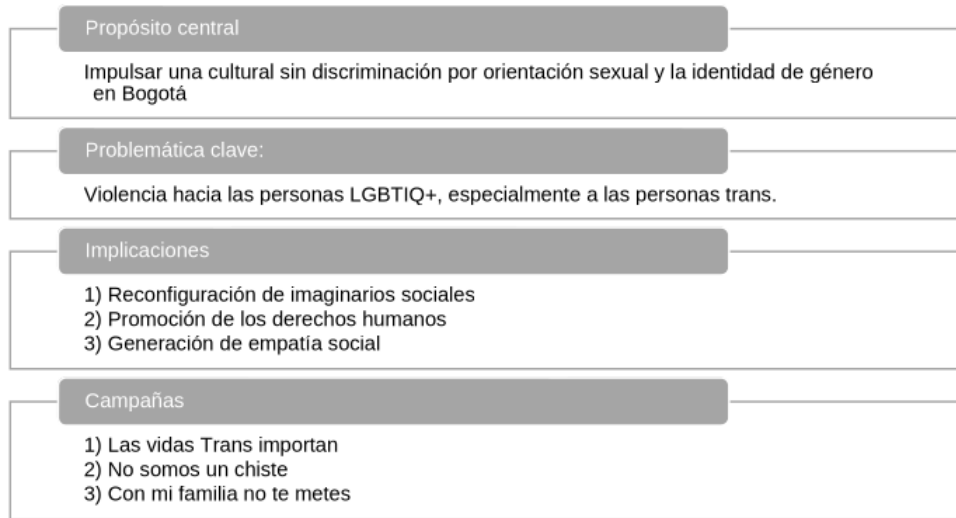 Propósito central
Impulsar una cultural sin discriminación por orientación sexual y la identidad de género
en Bogotá
Problemática clave:
Violencia hacia las personas LGBTIQ+, especialmente a las personas trans.
Implicaciones
1) Reconfiguración de imaginarios sociales
2) Promoción de los derechos humanos
3) Generación de empatía social
Campañas
1) Las vidas Trans importan
2) No somos un chiste
3) Con mi familia no te metes